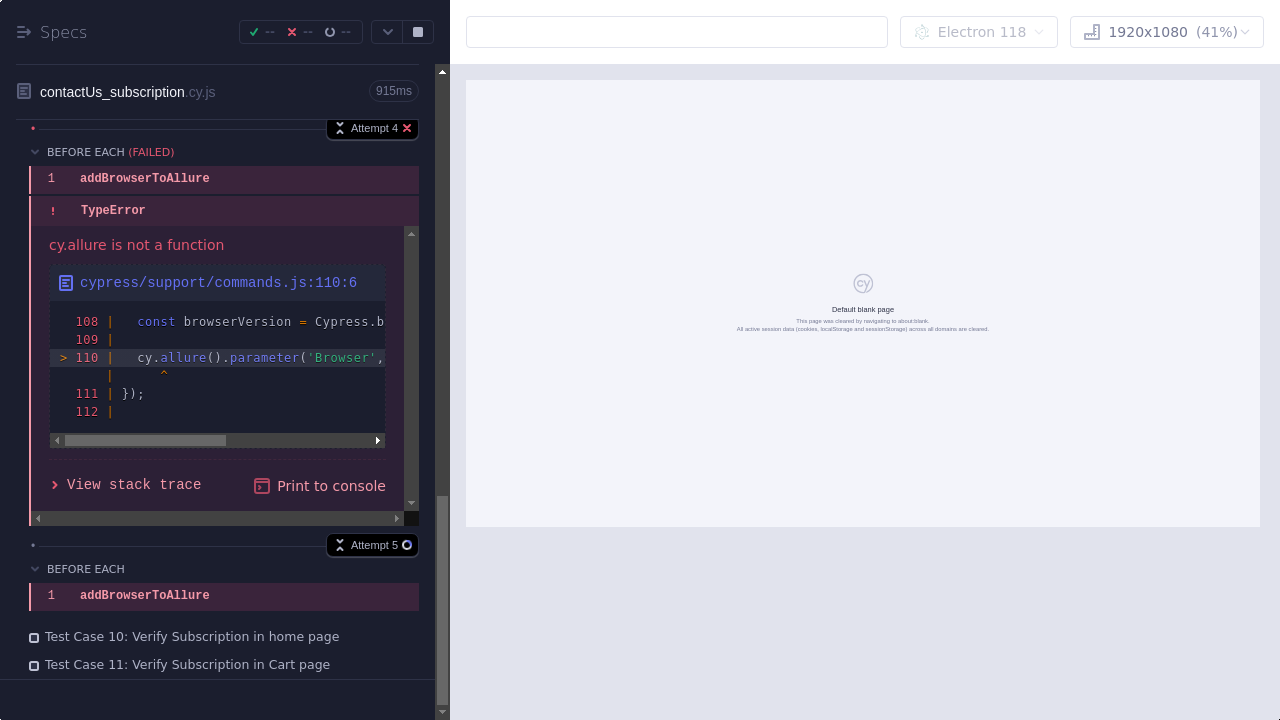 Specs
--
--
--
Electron 118
1920x1080 (41%)
contactUs_subscription.cy.js
915ms
Attempt 4
BEFORE EACH (FAILED)
1 addBrowserToAllure
! TypeError
cy.allure is not a function
cypress/support/commands.js:110:6
108 | const browserVersion = Cypress.b
109 |
> 110 | cy.allure().parameter('Browser',
| ^
111 | });
112 |
View stack trace
Print to console
Attempt 5
BEFORE EACH
1 addBrowserToAllure
Test Case 10: Verify Subscription in home page
Test Case 11: Verify Subscription in Cart page
cy
Default blank page
This page was cleared by navigating to about:blank.
All active session data (cookies, localStorage and sessionStorage) across all domains are cleared.